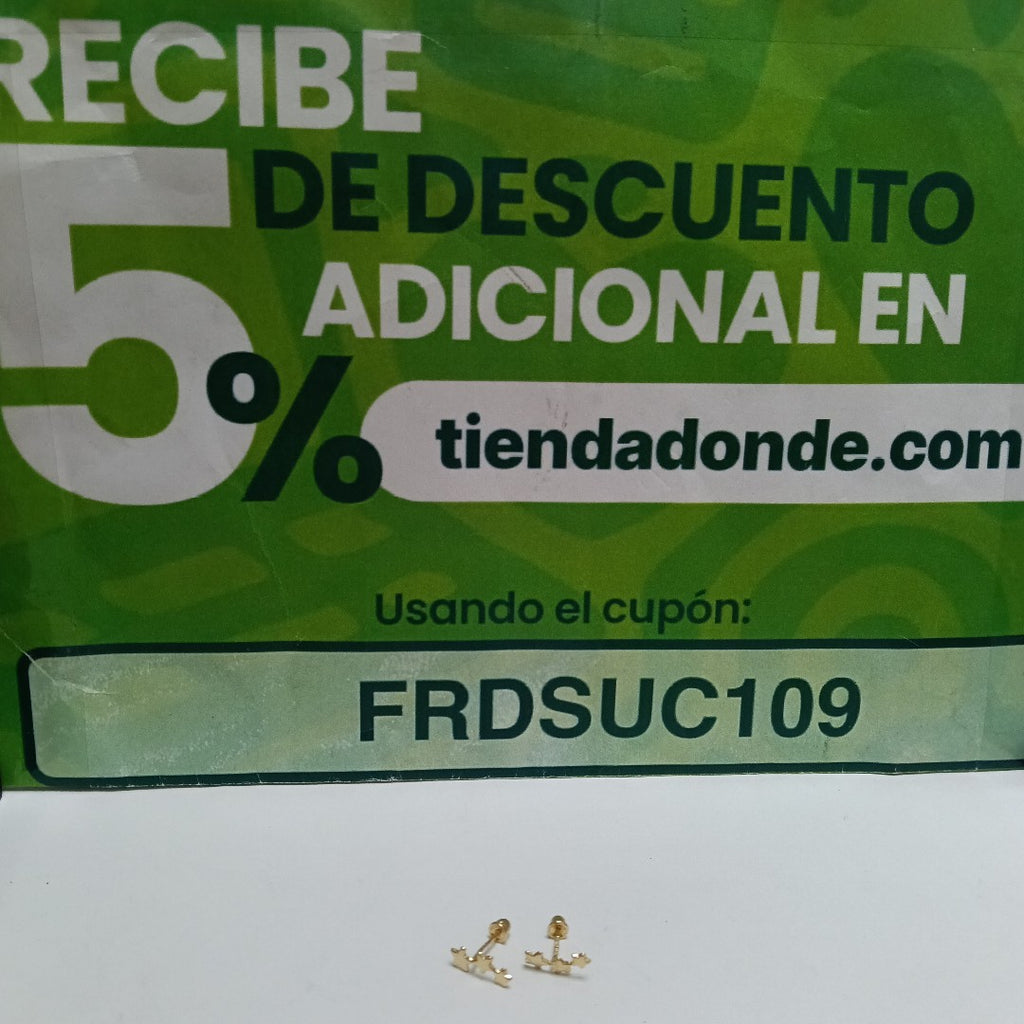 RECIBE
5% DE DESCUENTO
ADICIONAL EN
tiendadonde.com
Usando el cupón:
FRDSUC109